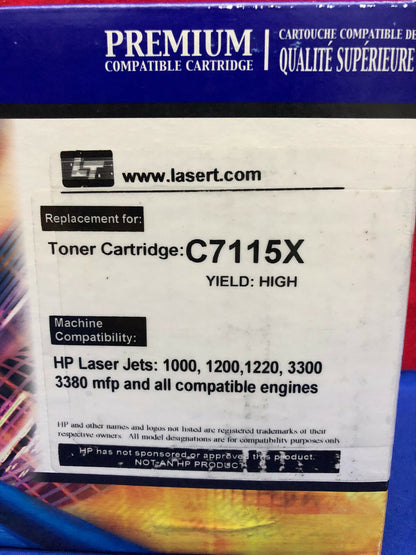 PREMIUM
COMPATIBLE CARTRIDGE
CARTOUCHE COMPATIBLE DE
QUALITÉ SUPÉRIEURE
LT
www.lasert.com
Replacement for:
Toner Cartridge: C7115X
YIELD: HIGH
Machine
Compatibility:
HP Laser Jets: 1000, 1200,1220, 3300
3380 mfp and all compatible engines
HP and other names and logos not listed are registered trademarks of their
respective owners. All model designations are for compatibility purposes only
HP has not sponsored or approved this product.
NOT AN HP PRODUCT